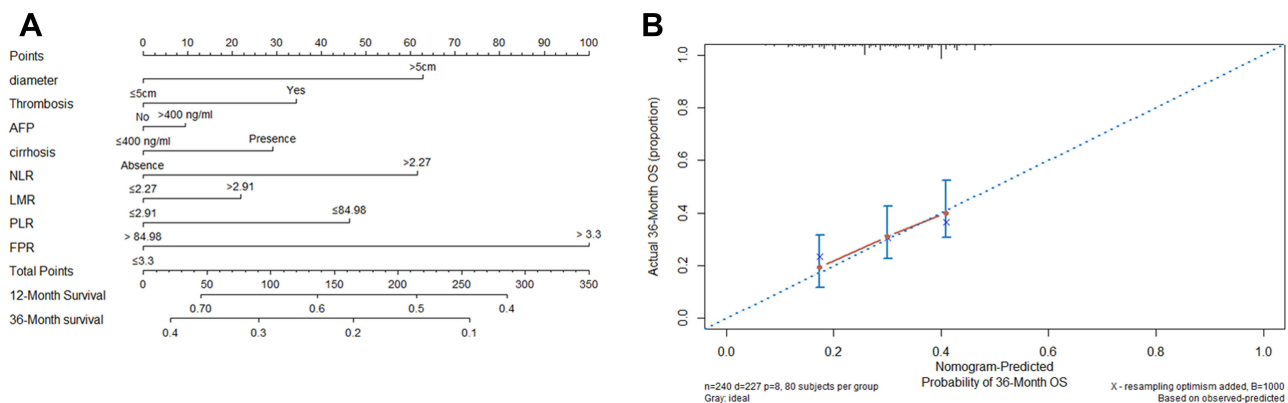 A
Points
0 10 20 30 40 50 60 70 80 90 100
diameter
>5cm
≤5cm
Thrombosis
Yes
No
AFP
>400 ng/ml
≤400 ng/ml
cirrhosis
Presence
Absence
NLR
>2.27
≤2.27
LMR
>2.91
≤2.91
PLR
≤84.98
> 84.98
FPR
> 3.3
≤3.3
Total Points
0 50 100 150 200 250 300 350
12-Month Survival
0.70 0.6 0.5 0.4
36-Month survival
0.4 0.3 0.2 0.1
B
Actual 36-Month OS (proportion)
1.0
0.8
0.6
0.4
0.2
0.0
0.0 0.2 0.4 0.6 0.8 1.0
Nomogram-Predicted
Probability of 36-Month OS
n=240 d=227 p=8, 80 subjects per group
Gray: ideal
X - resampling optimism added, B=1000
Based on observed-predicted